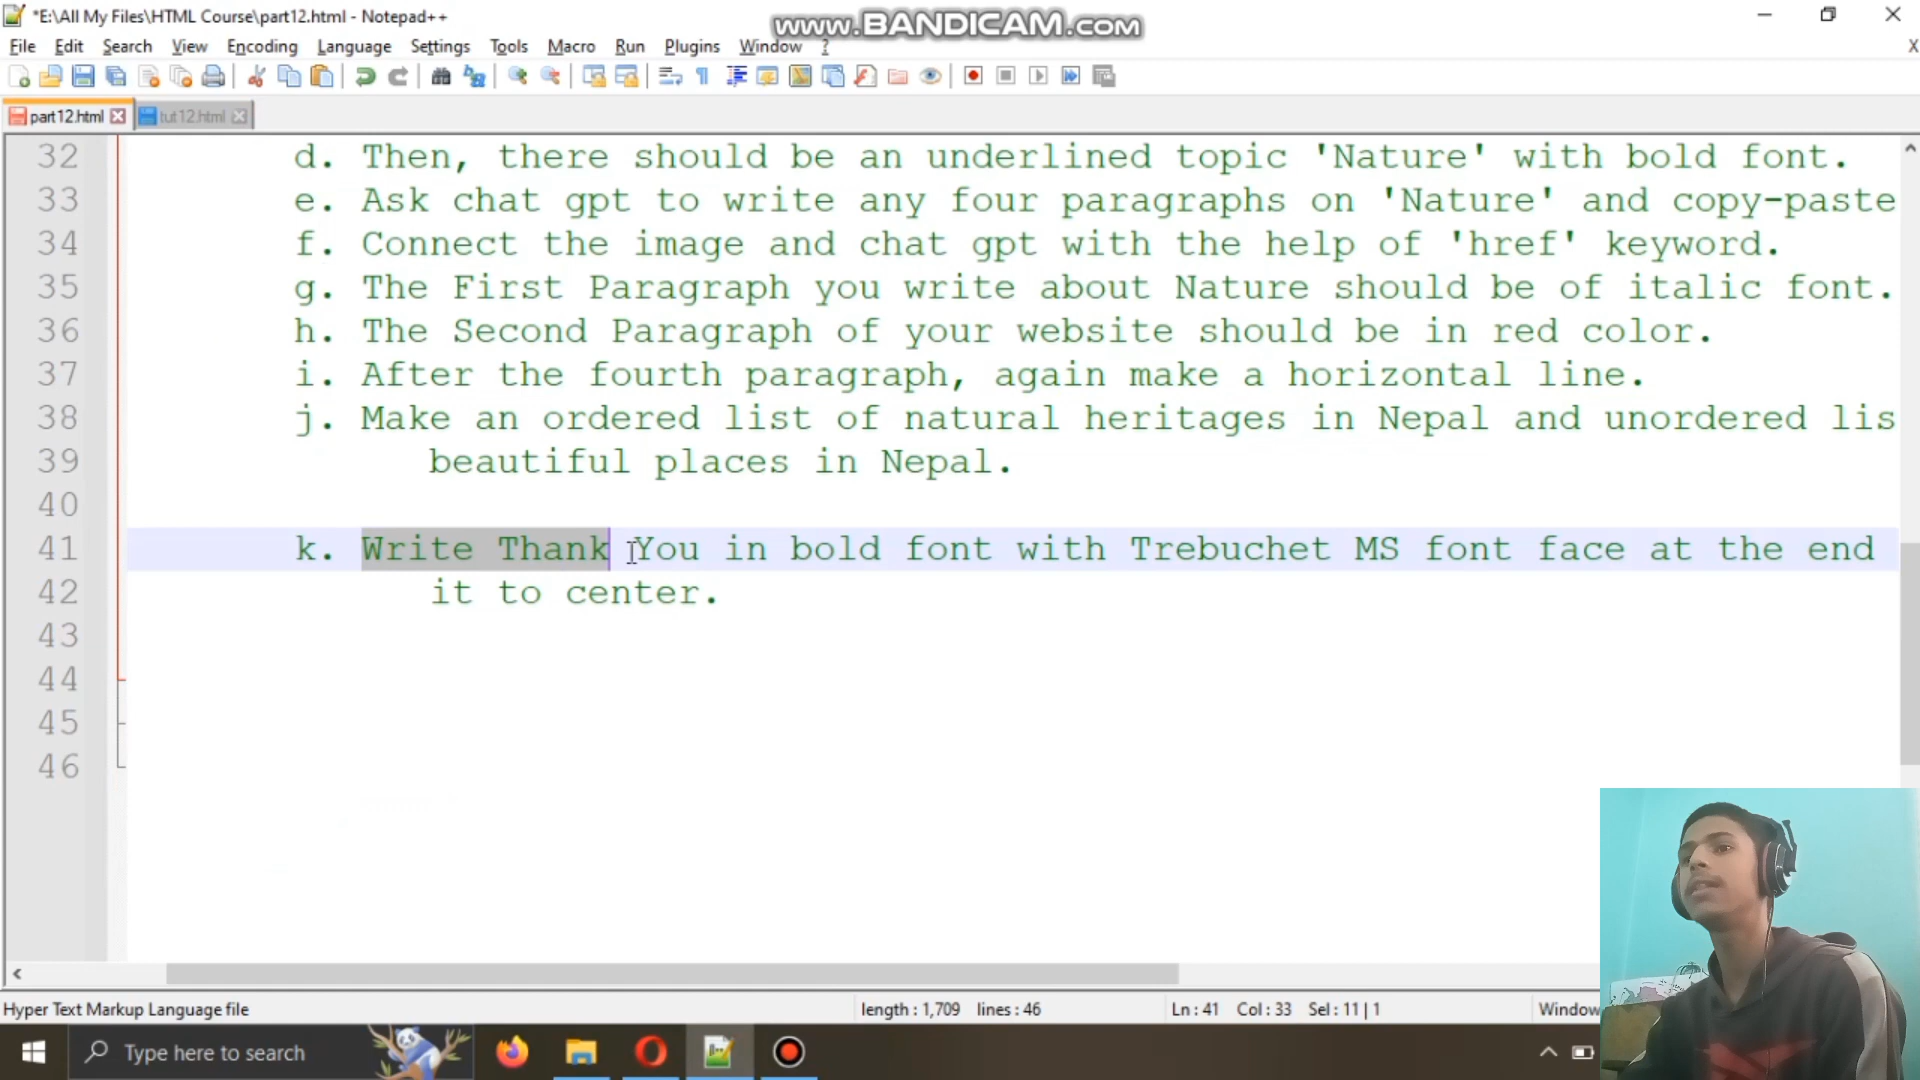 *E:\All My Files\HTML Course\part12.html - Notepad++
www.BANDICAM.com
File Edit Search View Encoding Language Settings Tools Macro Run Plugins Window ?
X
part12.html tut12.html
32 d. Then, there should be an underlined topic 'Nature' with bold font.
33 e. Ask chat gpt to write any four paragraphs on 'Nature' and copy-paste
34 f. Connect the image and chat gpt with the help of 'href' keyword.
35 g. The First Paragraph you write about Nature should be of italic font.
36 h. The Second Paragraph of your website should be in red color.
37 i. After the fourth paragraph, again make a horizontal line.
38 j. Make an ordered list of natural heritages in Nepal and unordered lis
39 beautiful places in Nepal.
40
41 k. Write Thank You in bold font with Trebuchet MS font face at the end
42 it to center.
43
44
45
46
Hyper Text Markup Language file length : 1,709 lines : 46 Ln : 41 Col : 33 Sel : 11 | 1 Window
Type here to search